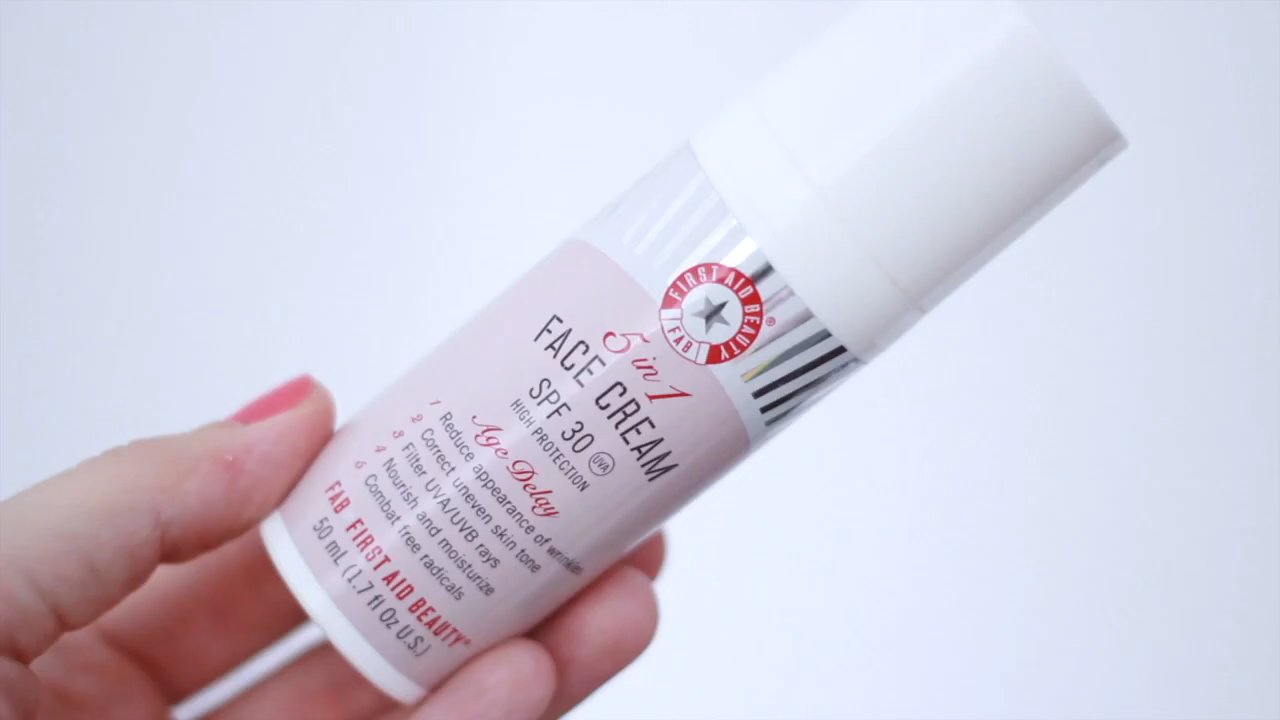 FIRST AID BEAUTY®
FAB
5 in 1
FACE CREAM
SPF 30 UVA
HIGH PROTECTION
Age Delay
1 Reduce appearance of wrinkles
2 Correct uneven skin tone
3 Filter UVA/UVB rays
4 Nourish and moisturize
5 Combat free radicals
FAB FIRST AID BEAUTY®
50 mL (1.7 fl Oz U.S.)